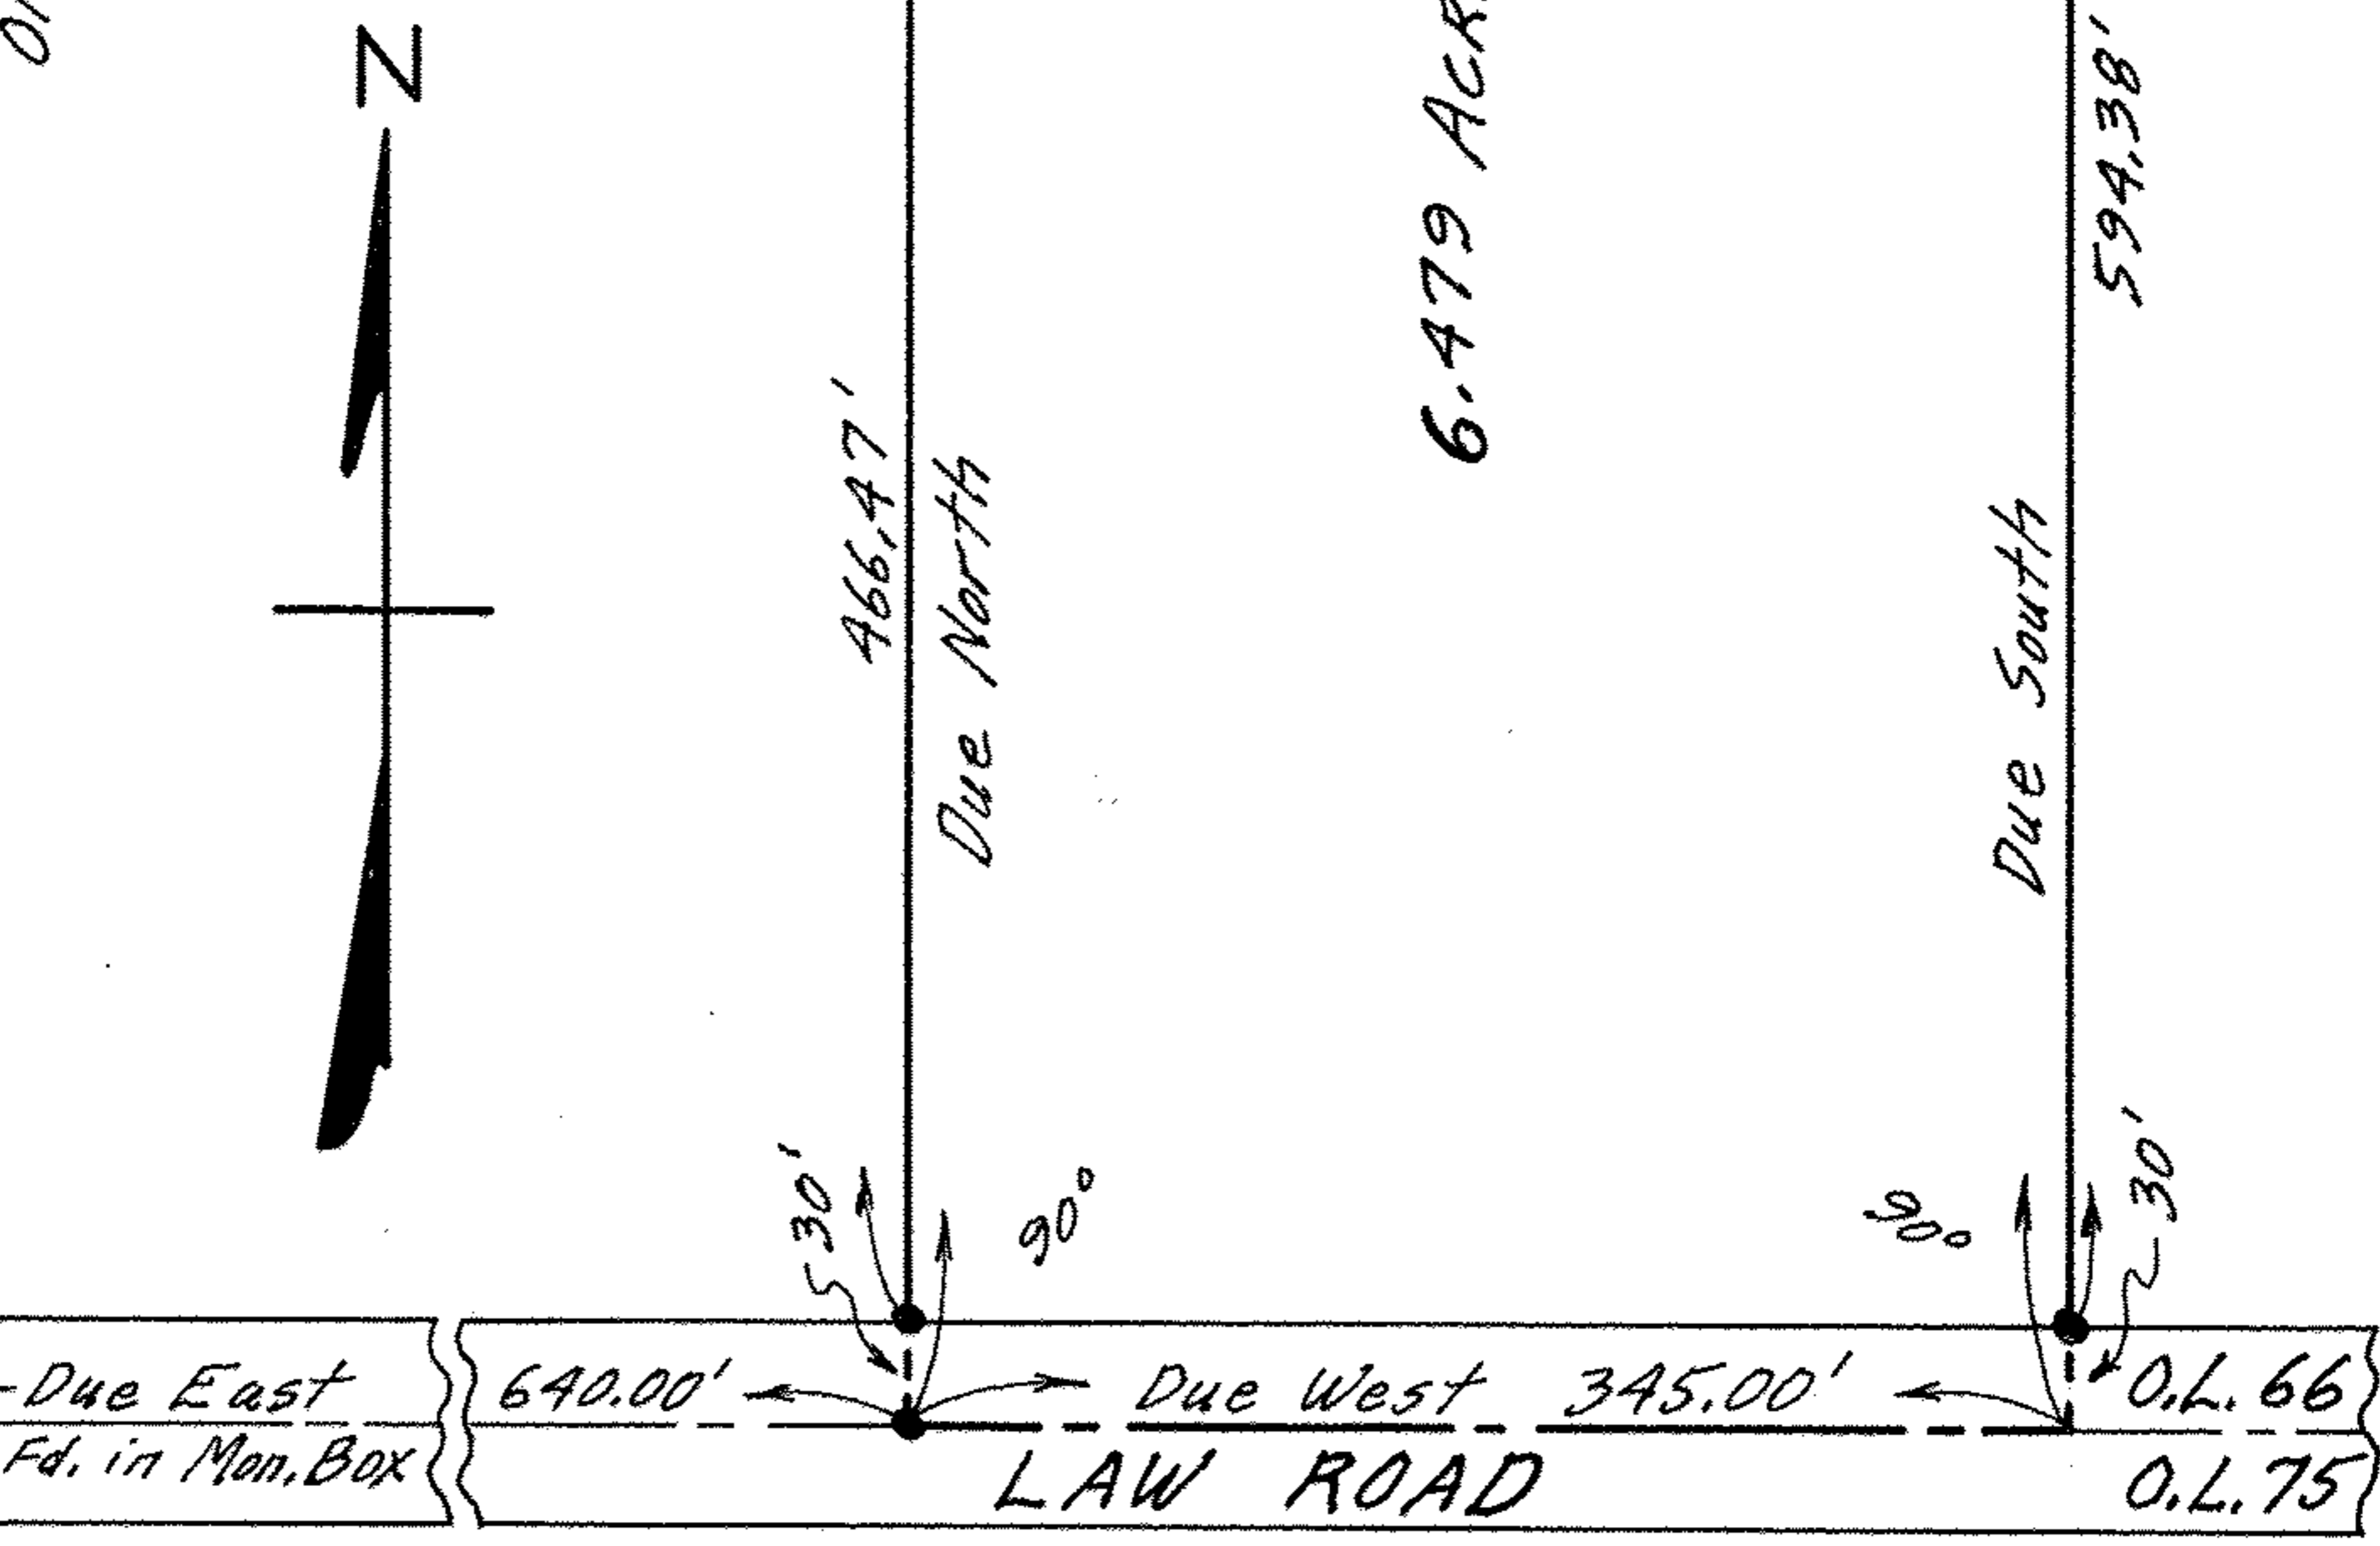 N
466.47'
Due North
6.479 Acr
594.38'
Due South
30'
90°
90°
30'
Due East
640.00'
Due West 345.00'
O.L. 66
Fd. in Mon. Box
LAW ROAD
O.L. 75